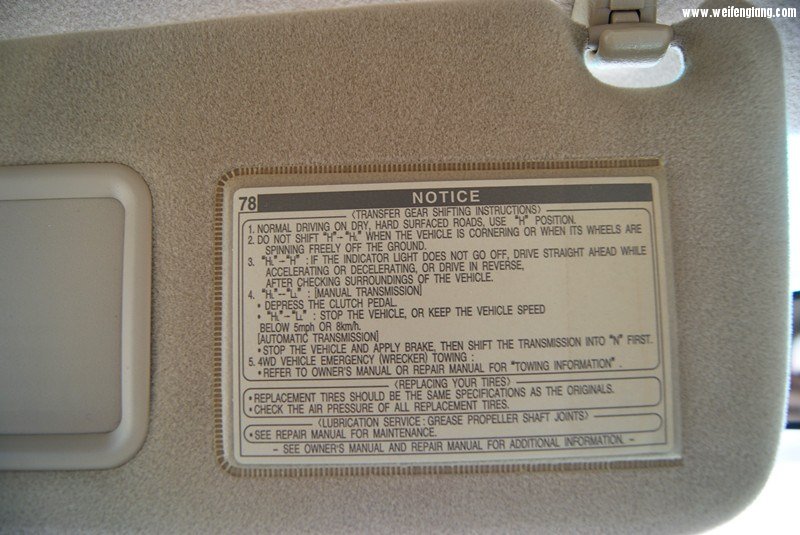 www.weifengtang.com
78 NOTICE
〈TRANSFER GEAR SHIFTING INSTRUCTIONS〉
1. NORMAL DRIVING ON DRY, HARD SURFACED ROADS, USE "H" POSITION.
2. DO NOT SHIFT "H"→"HL" WHEN THE VEHICLE IS CORNERING OR WHEN ITS WHEELS ARE
SPINNING FREELY OFF THE GROUND.
3. "HL"→"H" : IF THE INDICATOR LIGHT DOES NOT GO OFF, DRIVE STRAIGHT AHEAD WHILE
ACCELERATING OR DECELERATING, OR DRIVE IN REVERSE,
AFTER CHECKING SURROUNDINGS OF THE VEHICLE.
4. "HL"↔"LL" : [MANUAL TRANSMISSION]
• DEPRESS THE CLUTCH PEDAL.
• "HL"→"LL" : STOP THE VEHICLE, OR KEEP THE VEHICLE SPEED
BELOW 5mph OR 8km/h.
[AUTOMATIC TRANSMISSION]
• STOP THE VEHICLE AND APPLY BRAKE, THEN SHIFT THE TRANSMISSION INTO "N" FIRST.
5. 4WD VEHICLE EMERGENCY (WRECKER) TOWING :
• REFER TO OWNER'S MANUAL OR REPAIR MANUAL FOR "TOWING INFORMATION" .
〈REPLACING YOUR TIRES〉
• REPLACEMENT TIRES SHOULD BE THE SAME SPECIFICATIONS AS THE ORIGINALS.
• CHECK THE AIR PRESSURE OF ALL REPLACEMENT TIRES.
〈LUBRICATION SERVICE : GREASE PROPELLER SHAFT JOINTS〉
• SEE REPAIR MANUAL FOR MAINTENANCE.
- SEE OWNER'S MANUAL AND REPAIR MANUAL FOR ADDITIONAL INFORMATION. -